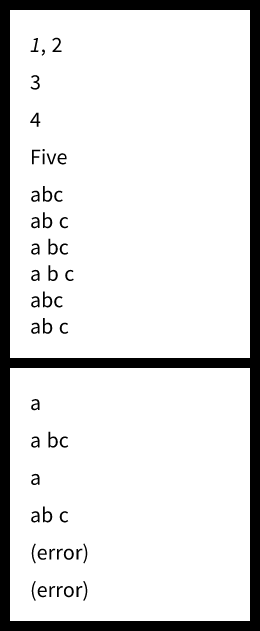 1, 2
3
4
Five
abc
ab c
a bc
a b c
abc
ab c
a
a bc
a
ab c
(error)
(error)